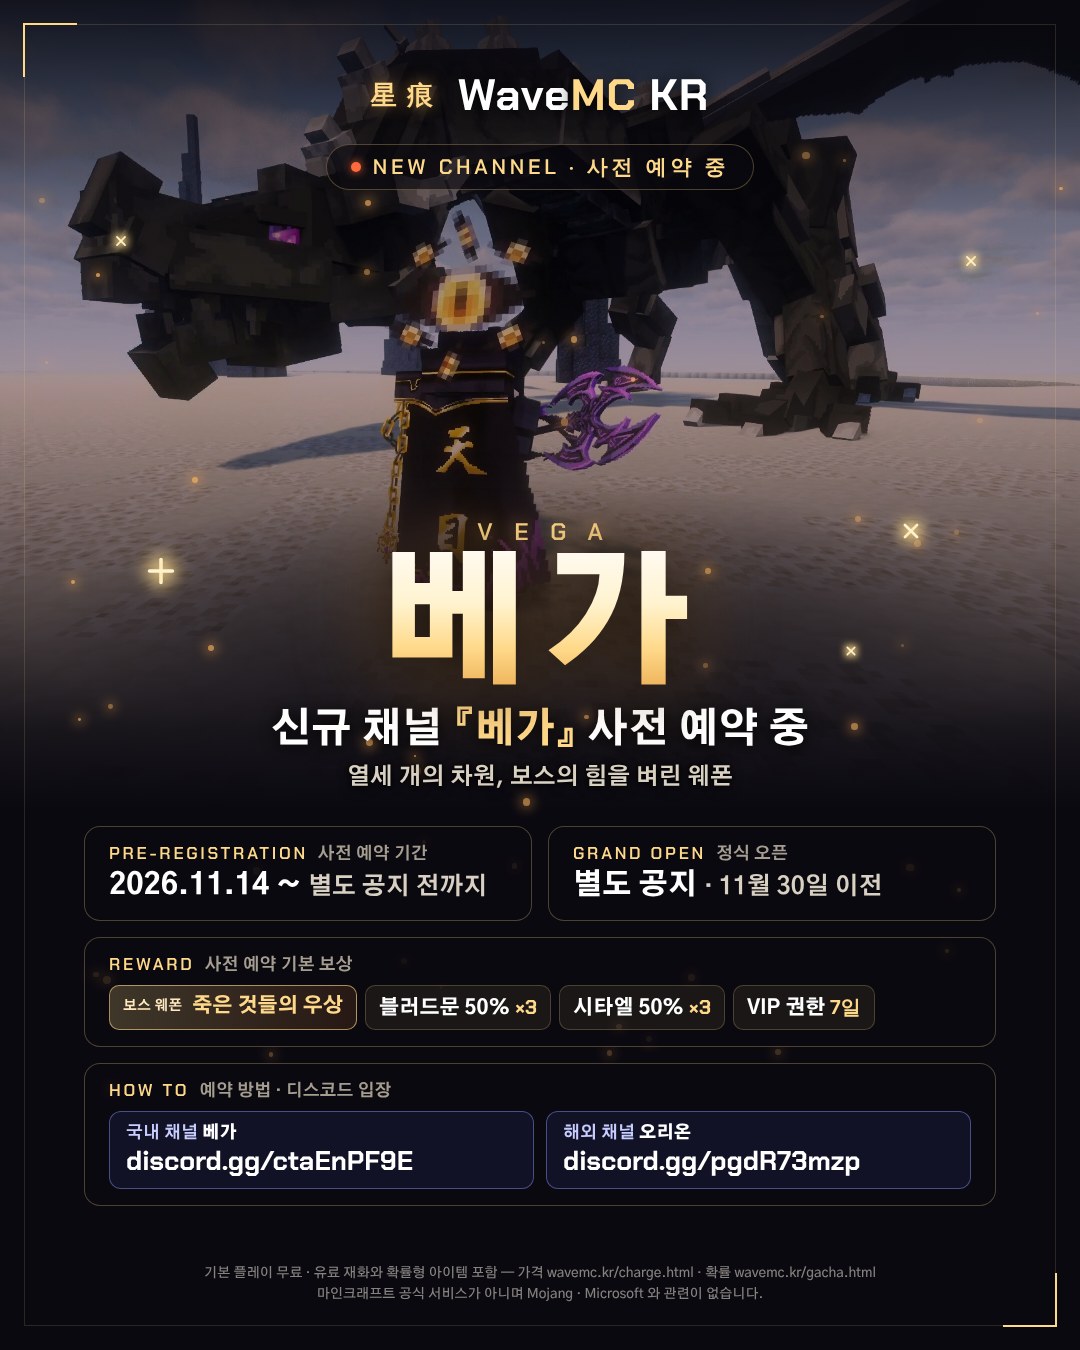 星痕 WaveMC KR
NEW CHANNEL · 사전 예약 중
天
目
VEGA
베가
신규 채널 『베가』 사전 예약 중
열세 개의 차원, 보스의 힘을 벼린 웨폰
PRE-REGISTRATION 사전 예약 기간
2026.11.14 ~ 별도 공지 전까지
GRAND OPEN 정식 오픈
별도 공지 · 11월 30일 이전
REWARD 사전 예약 기본 보상
보스 웨폰 죽은 것들의 우상
블러드문 50% ×3
시타엘 50% ×3
VIP 권한 7일
HOW TO 예약 방법 · 디스코드 입장
국내 채널 베가
discord.gg/ctaEnPF9E
해외 채널 오리온
discord.gg/pgdR73mzp
기본 플레이 무료 · 유료 재화와 확률형 아이템 포함 — 가격 wavemc.kr/charge.html · 확률 wavemc.kr/gacha.html
마인크래프트 공식 서비스가 아니며 Mojang · Microsoft 와 관련이 없습니다.